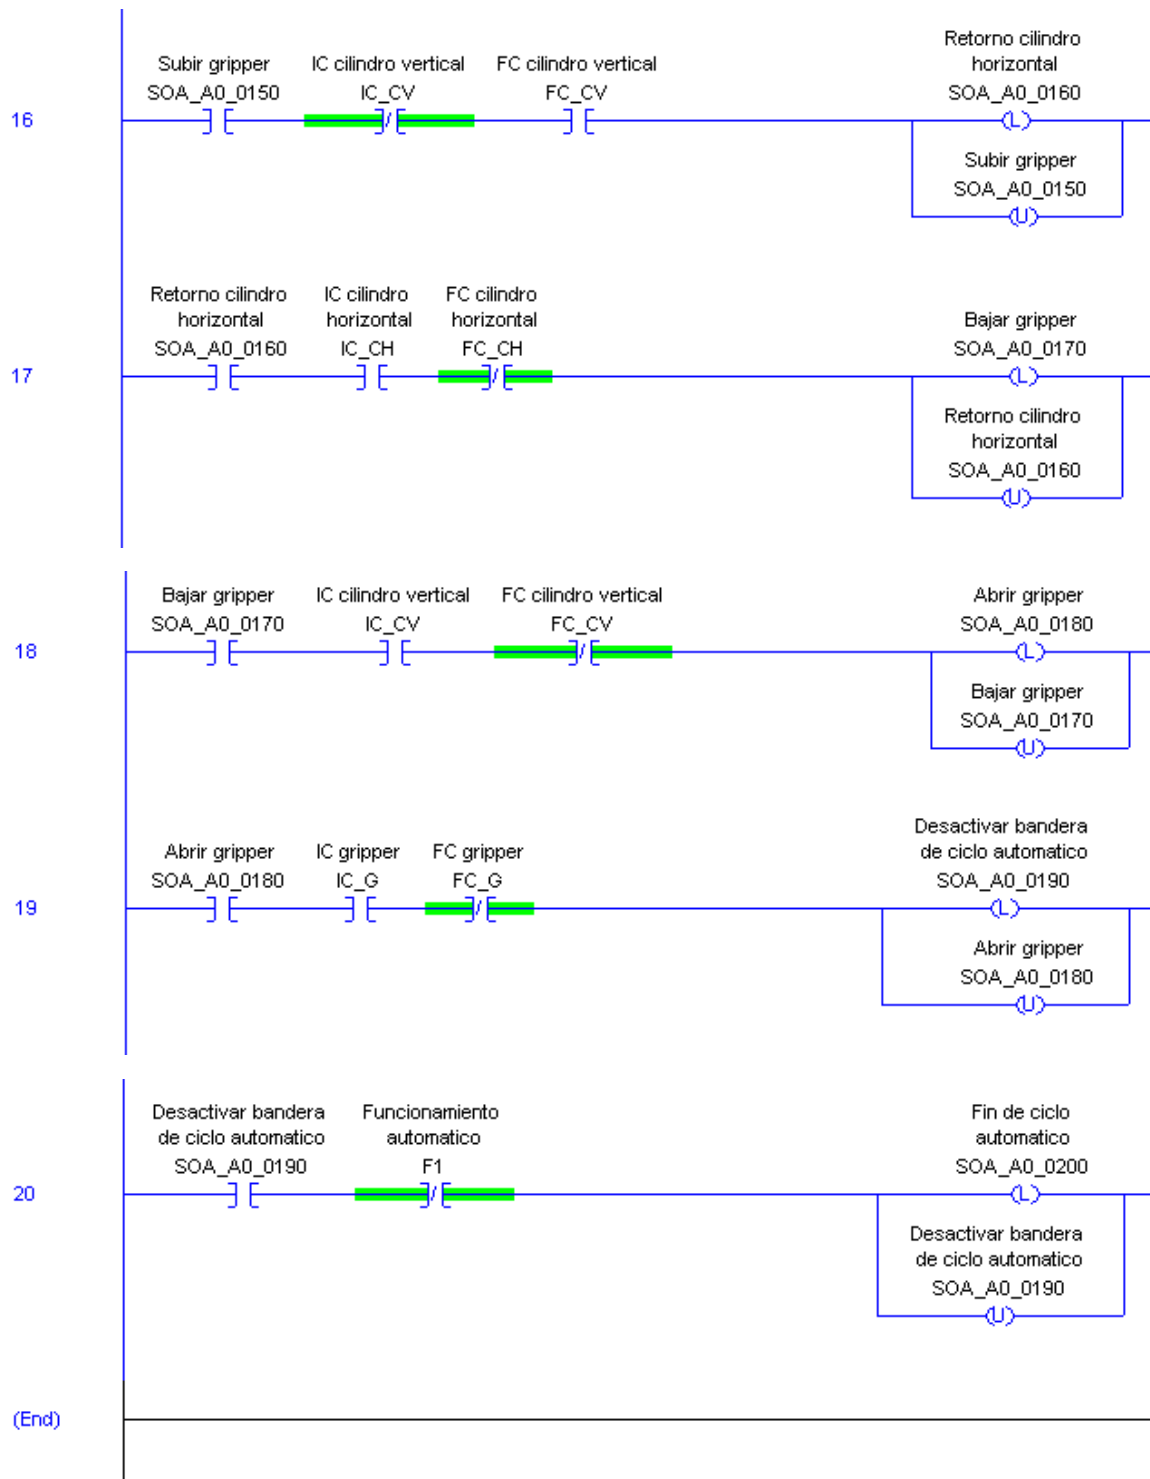 Subir gripper
SOA_A0_0150
IC cilindro vertical
IC_CV
FC cilindro vertical
FC_CV
Retorno cilindro
horizontal
SOA_A0_0160
16
L
Subir gripper
SOA_A0_0150
U
Retorno cilindro
horizontal
SOA_A0_0160
IC cilindro
horizontal
IC_CH
FC cilindro
horizontal
FC_CH
Bajar gripper
SOA_A0_0170
17
L
Retorno cilindro
horizontal
SOA_A0_0160
U
Bajar gripper
SOA_A0_0170
IC cilindro vertical
IC_CV
FC cilindro vertical
FC_CV
Abrir gripper
SOA_A0_0180
18
L
Bajar gripper
SOA_A0_0170
U
Abrir gripper
SOA_A0_0180
IC gripper
IC_G
FC gripper
FC_G
Desactivar bandera
de ciclo automatico
SOA_A0_0190
19
L
Abrir gripper
SOA_A0_0180
U
Desactivar bandera
de ciclo automatico
SOA_A0_0190
Funcionamiento
automatico
F1
Fin de ciclo
automatico
SOA_A0_0200
20
L
Desactivar bandera
de ciclo automatico
SOA_A0_0190
U
(End)